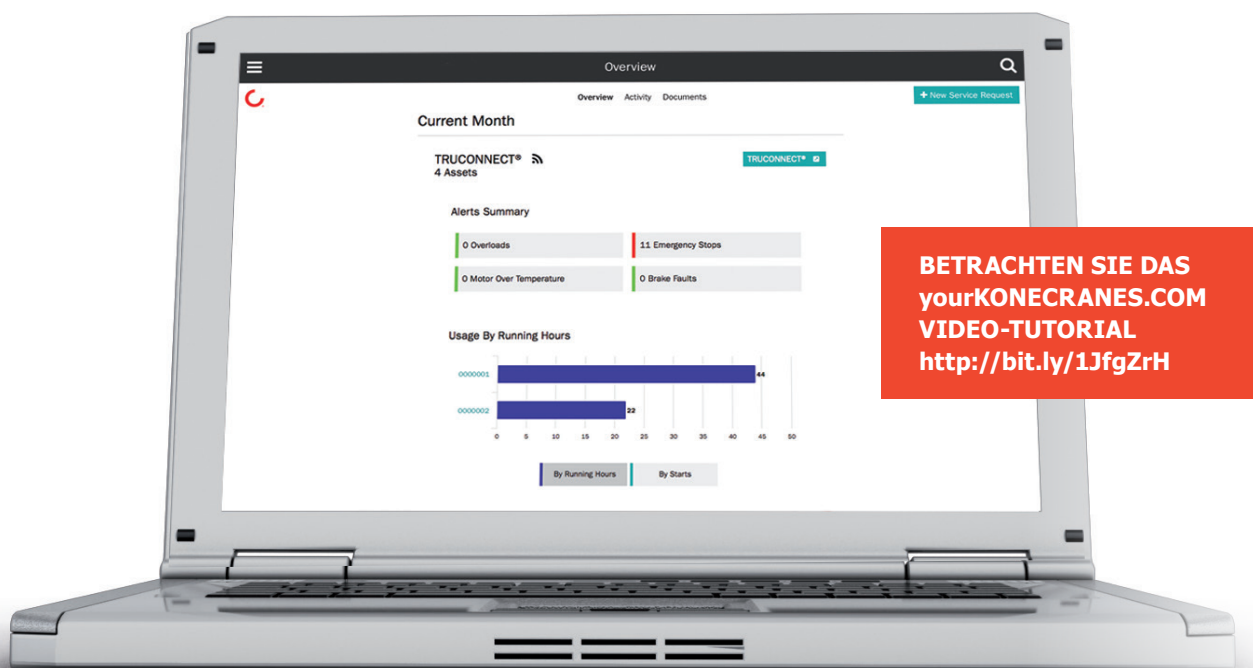 Overview
Overview Activity Documents
+ New Service Request
Current Month
TRUCONNECT®
4 Assets
TRUCONNECT®
Alerts Summary
0 Overloads
11 Emergency Stops
0 Motor Over Temperature
0 Brake Faults
BETRACHTEN SIE DAS
yourKONECRANES.COM
VIDEO-TUTORIAL
http://bit.ly/1JfgZrH
Usage By Running Hours
0000001
44
0000002
22
0 5 10 15 20 25 30 35 40 45 50
By Running Hours
By Starts